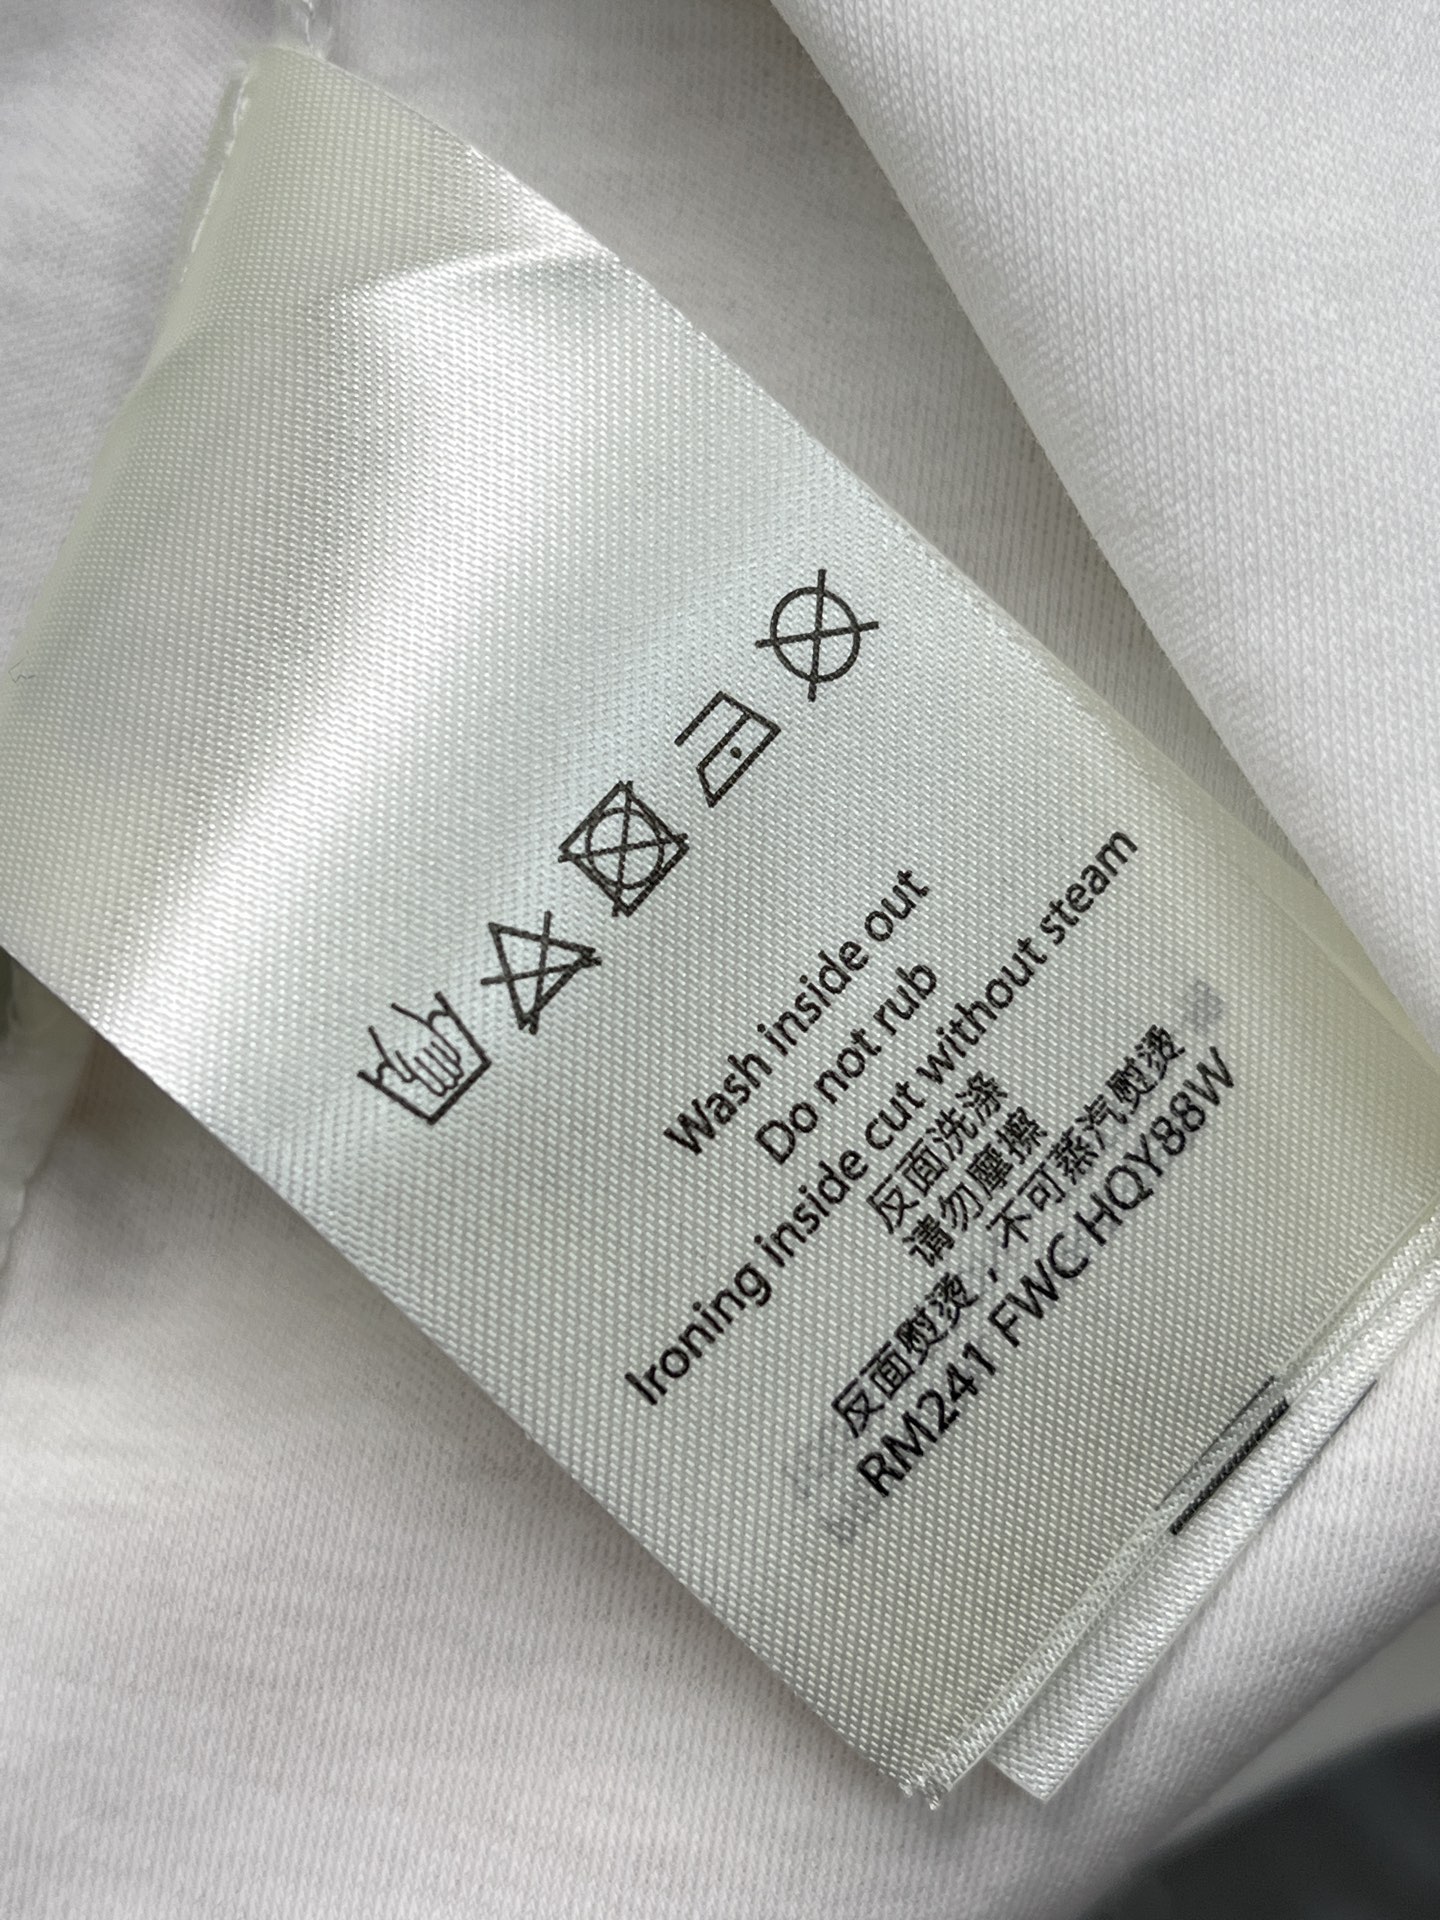 Wash inside out
Do not rub
Ironing inside cut without steam
反面洗涤
请勿摩擦
反面熨烫，不可蒸汽熨烫
RM241 FWC HQY88W